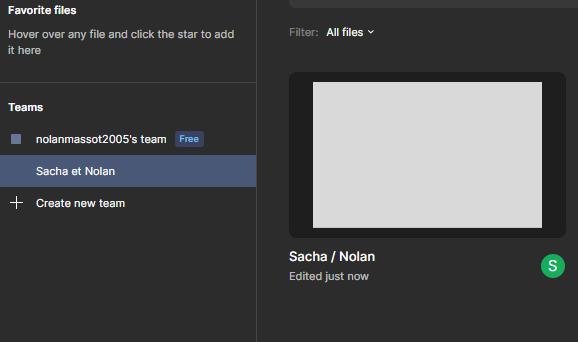 Favorite files
Hover over any file and click the star to add
it here
Teams
nolanmassot2005's team Free
Sacha et Nolan
Create new team
Filter: All files
Sacha / Nolan
Edited just now
S